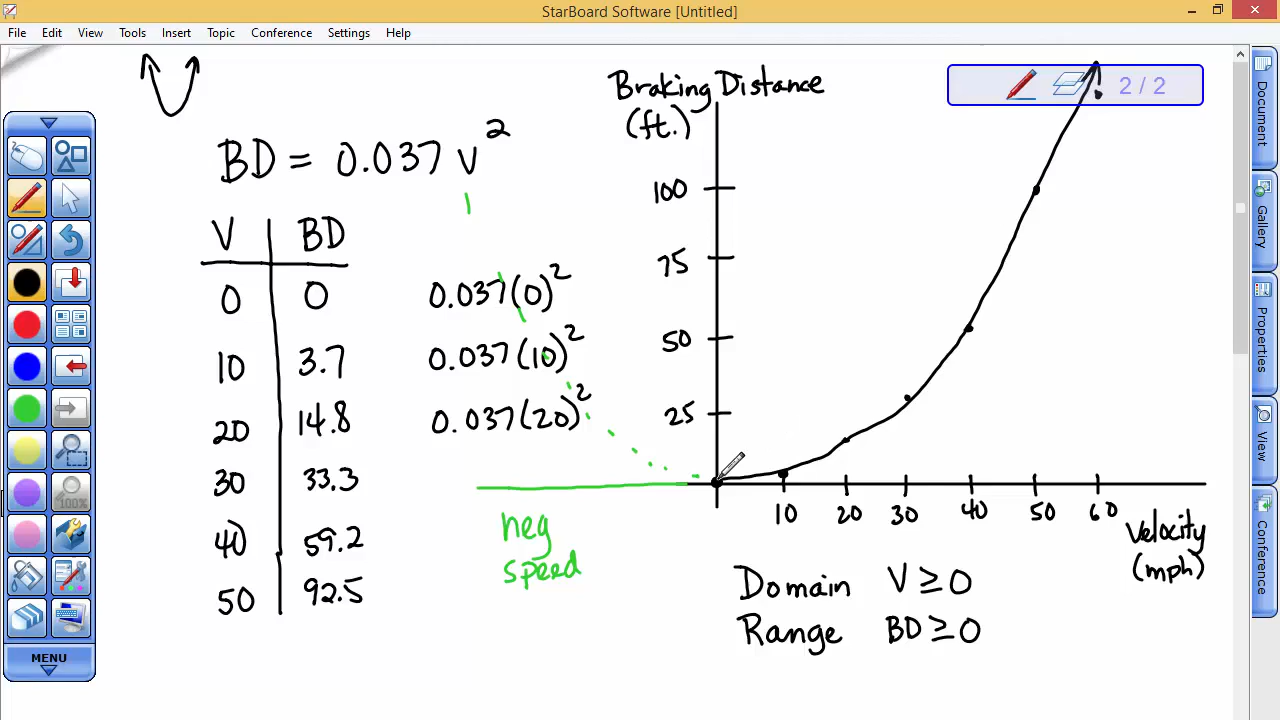 StarBoard Software [Untitled]
File Edit View Tools Insert Topic Conference Settings Help
2 / 2
BD = 0.037 v²
V BD
0 0 0.037(0)²
10 3.7 0.037(10)²
20 14.8 0.037(20)²
30 33.3
40 59.2
50 92.5
Braking Distance
(ft.)
100
75
50
25
10 20 30 40 50 60
Velocity
(mph)
neg
speed
Domain V ≥ 0
Range BD ≥ 0
MENU
100%
Document
Gallery
Properties
View
Conference